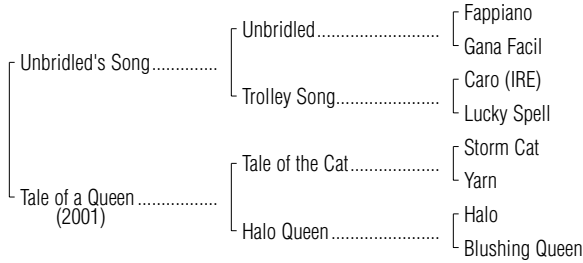 Fappiano
Unbridled
Gana Facil
Unbridled's Song
Caro (IRE)
Trolley Song
Lucky Spell
Storm Cat
Tale of the Cat
Yarn
Tale of a Queen
(2001)
Halo
Halo Queen
Blushing Queen